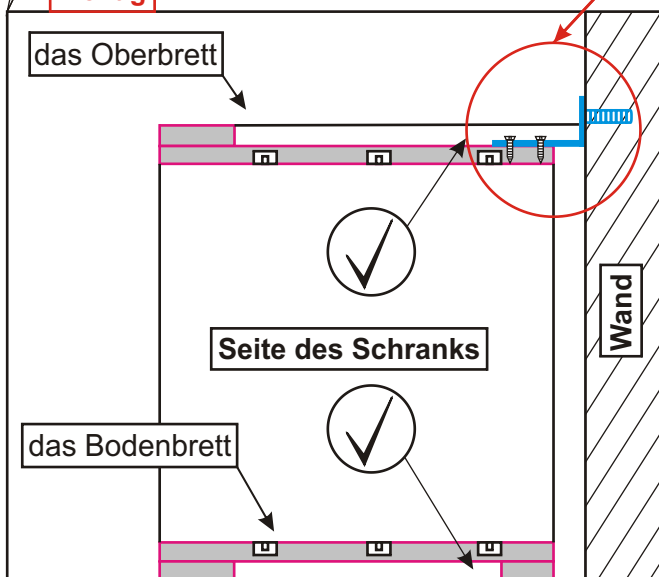 das Oberbrett
Wand
Seite des Schranks
das Bodenbrett